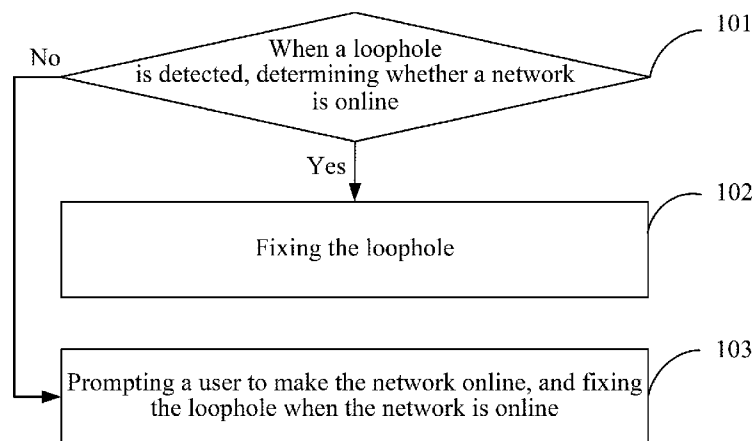 101
No
When a loophole
is detected, determining whether a network
is online
Yes
102
Fixing the loophole
103
Prompting a user to make the network online, and fixing
the loophole when the network is online